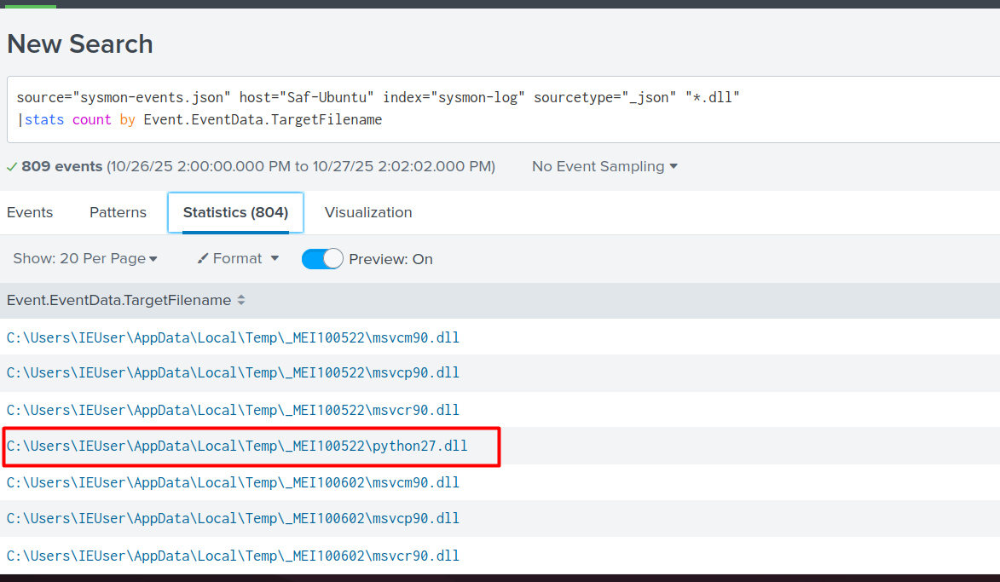 New Search
source="sysmon-events.json" host="Saf-Ubuntu" index="sysmon-log" sourcetype="_json" "*.dll"
|stats count by Event.EventData.TargetFilename
809 events (10/26/25 2:00:00.000 PM to 10/27/25 2:02:02.000 PM) No Event Sampling
Events Patterns Statistics (804) Visualization
Show: 20 Per Page Format Preview: On
Event.EventData.TargetFilename
C:\Users\IEUser\AppData\Local\Temp\_MEI100522\msvcm90.dll
C:\Users\IEUser\AppData\Local\Temp\_MEI100522\msvcp90.dll
C:\Users\IEUser\AppData\Local\Temp\_MEI100522\msvcr90.dll
C:\Users\IEUser\AppData\Local\Temp\_MEI100522\python27.dll
C:\Users\IEUser\AppData\Local\Temp\_MEI100602\msvcm90.dll
C:\Users\IEUser\AppData\Local\Temp\_MEI100602\msvcp90.dll
C:\Users\IEUser\AppData\Local\Temp\_MEI100602\msvcr90.dll